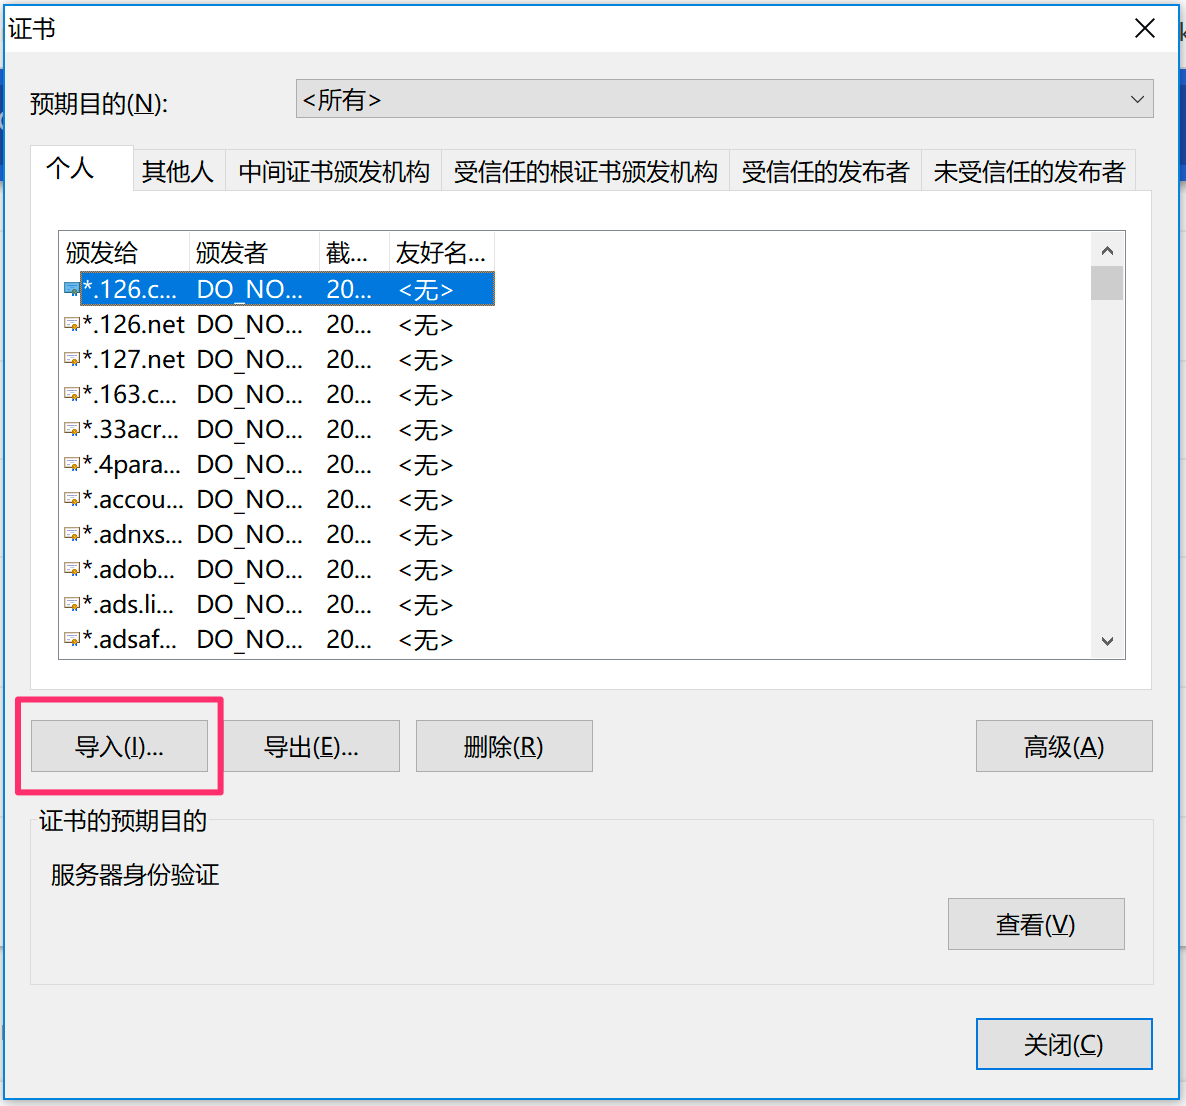 证书
预期目的(N):
<所有>
个人 其他人 中间证书颁发机构 受信任的根证书颁发机构 受信任的发布者 未受信任的发布者
颁发给 颁发者 截... 友好名...
*.126.c... DO_NO... 20... <无>
*.126.net DO_NO... 20... <无>
*.127.net DO_NO... 20... <无>
*.163.c... DO_NO... 20... <无>
*.33acr... DO_NO... 20... <无>
*.4para... DO_NO... 20... <无>
*.accou... DO_NO... 20... <无>
*.adnxs... DO_NO... 20... <无>
*.adob... DO_NO... 20... <无>
*.ads.li... DO_NO... 20... <无>
*.adsaf... DO_NO... 20... <无>
导入(I)... 导出(E)... 删除(R) 高级(A)
证书的预期目的
服务器身份验证
查看(V)
关闭(C)